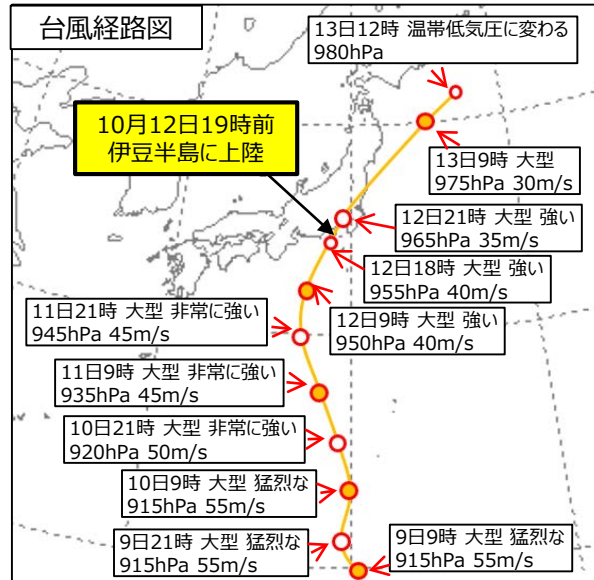 台風経路図
13日12時 温帯低気圧に変わる
980hPa
10月12日19時前
伊豆半島に上陸
13日9時 大型
975hPa 30m/s
12日21時 大型 強い
965hPa 35m/s
12日18時 大型 強い
955hPa 40m/s
11日21時 大型 非常に強い
945hPa 45m/s
12日9時 大型 強い
950hPa 40m/s
11日9時 大型 非常に強い
935hPa 45m/s
10日21時 大型 非常に強い
920hPa 50m/s
10日9時 大型 猛烈な
915hPa 55m/s
9日21時 大型 猛烈な
915hPa 55m/s
9日9時 大型 猛烈な
915hPa 55m/s